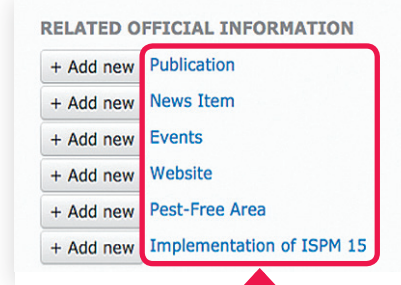 RELATED OFFICIAL INFORMATION
+ Add new Publication
+ Add new News Item
+ Add new Events
+ Add new Website
+ Add new Pest-Free Area
+ Add new Implementation of ISPM 15